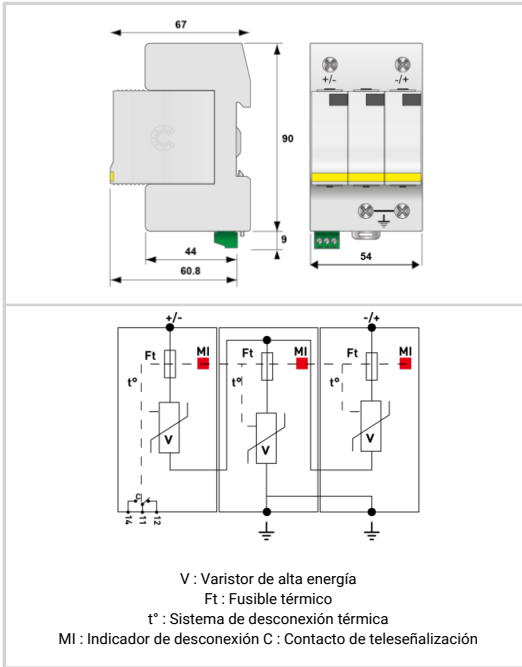 67
+/-
-/+
90
44
9
60.8
54
+/-
-/+
Ft
MI
Ft
MI
Ft
MI
t°
t°
t°
V
V
V
C
14
11
12
V : Varistor de alta energía
Ft : Fusible térmico
t° : Sistema de desconexión térmica
MI : Indicador de desconexión C : Contacto de teleseñalización